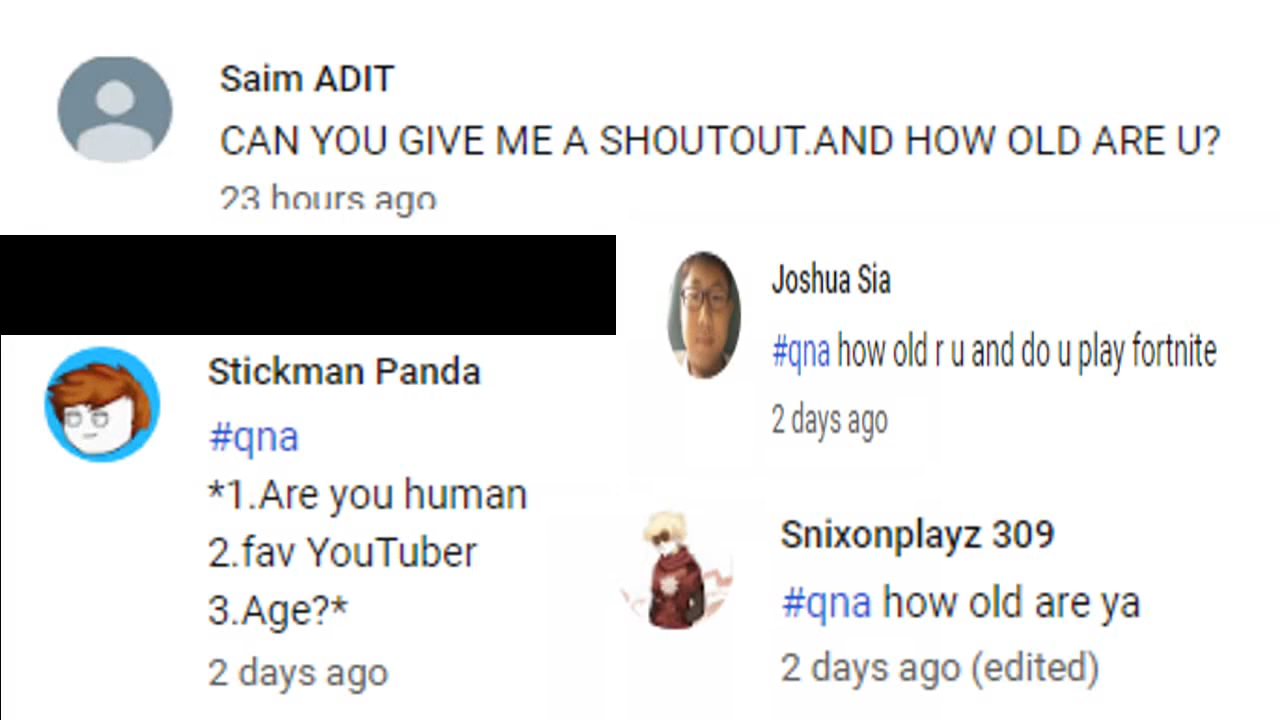 Saim ADIT
CAN YOU GIVE ME A SHOUTOUT.AND HOW OLD ARE U?
23 hours ago
Joshua Sia
#qna how old r u and do u play fortnite
2 days ago
Stickman Panda
#qna
*1.Are you human
2.fav YouTuber
3.Age?*
2 days ago
Snixonplayz 309
#qna how old are ya
2 days ago (edited)